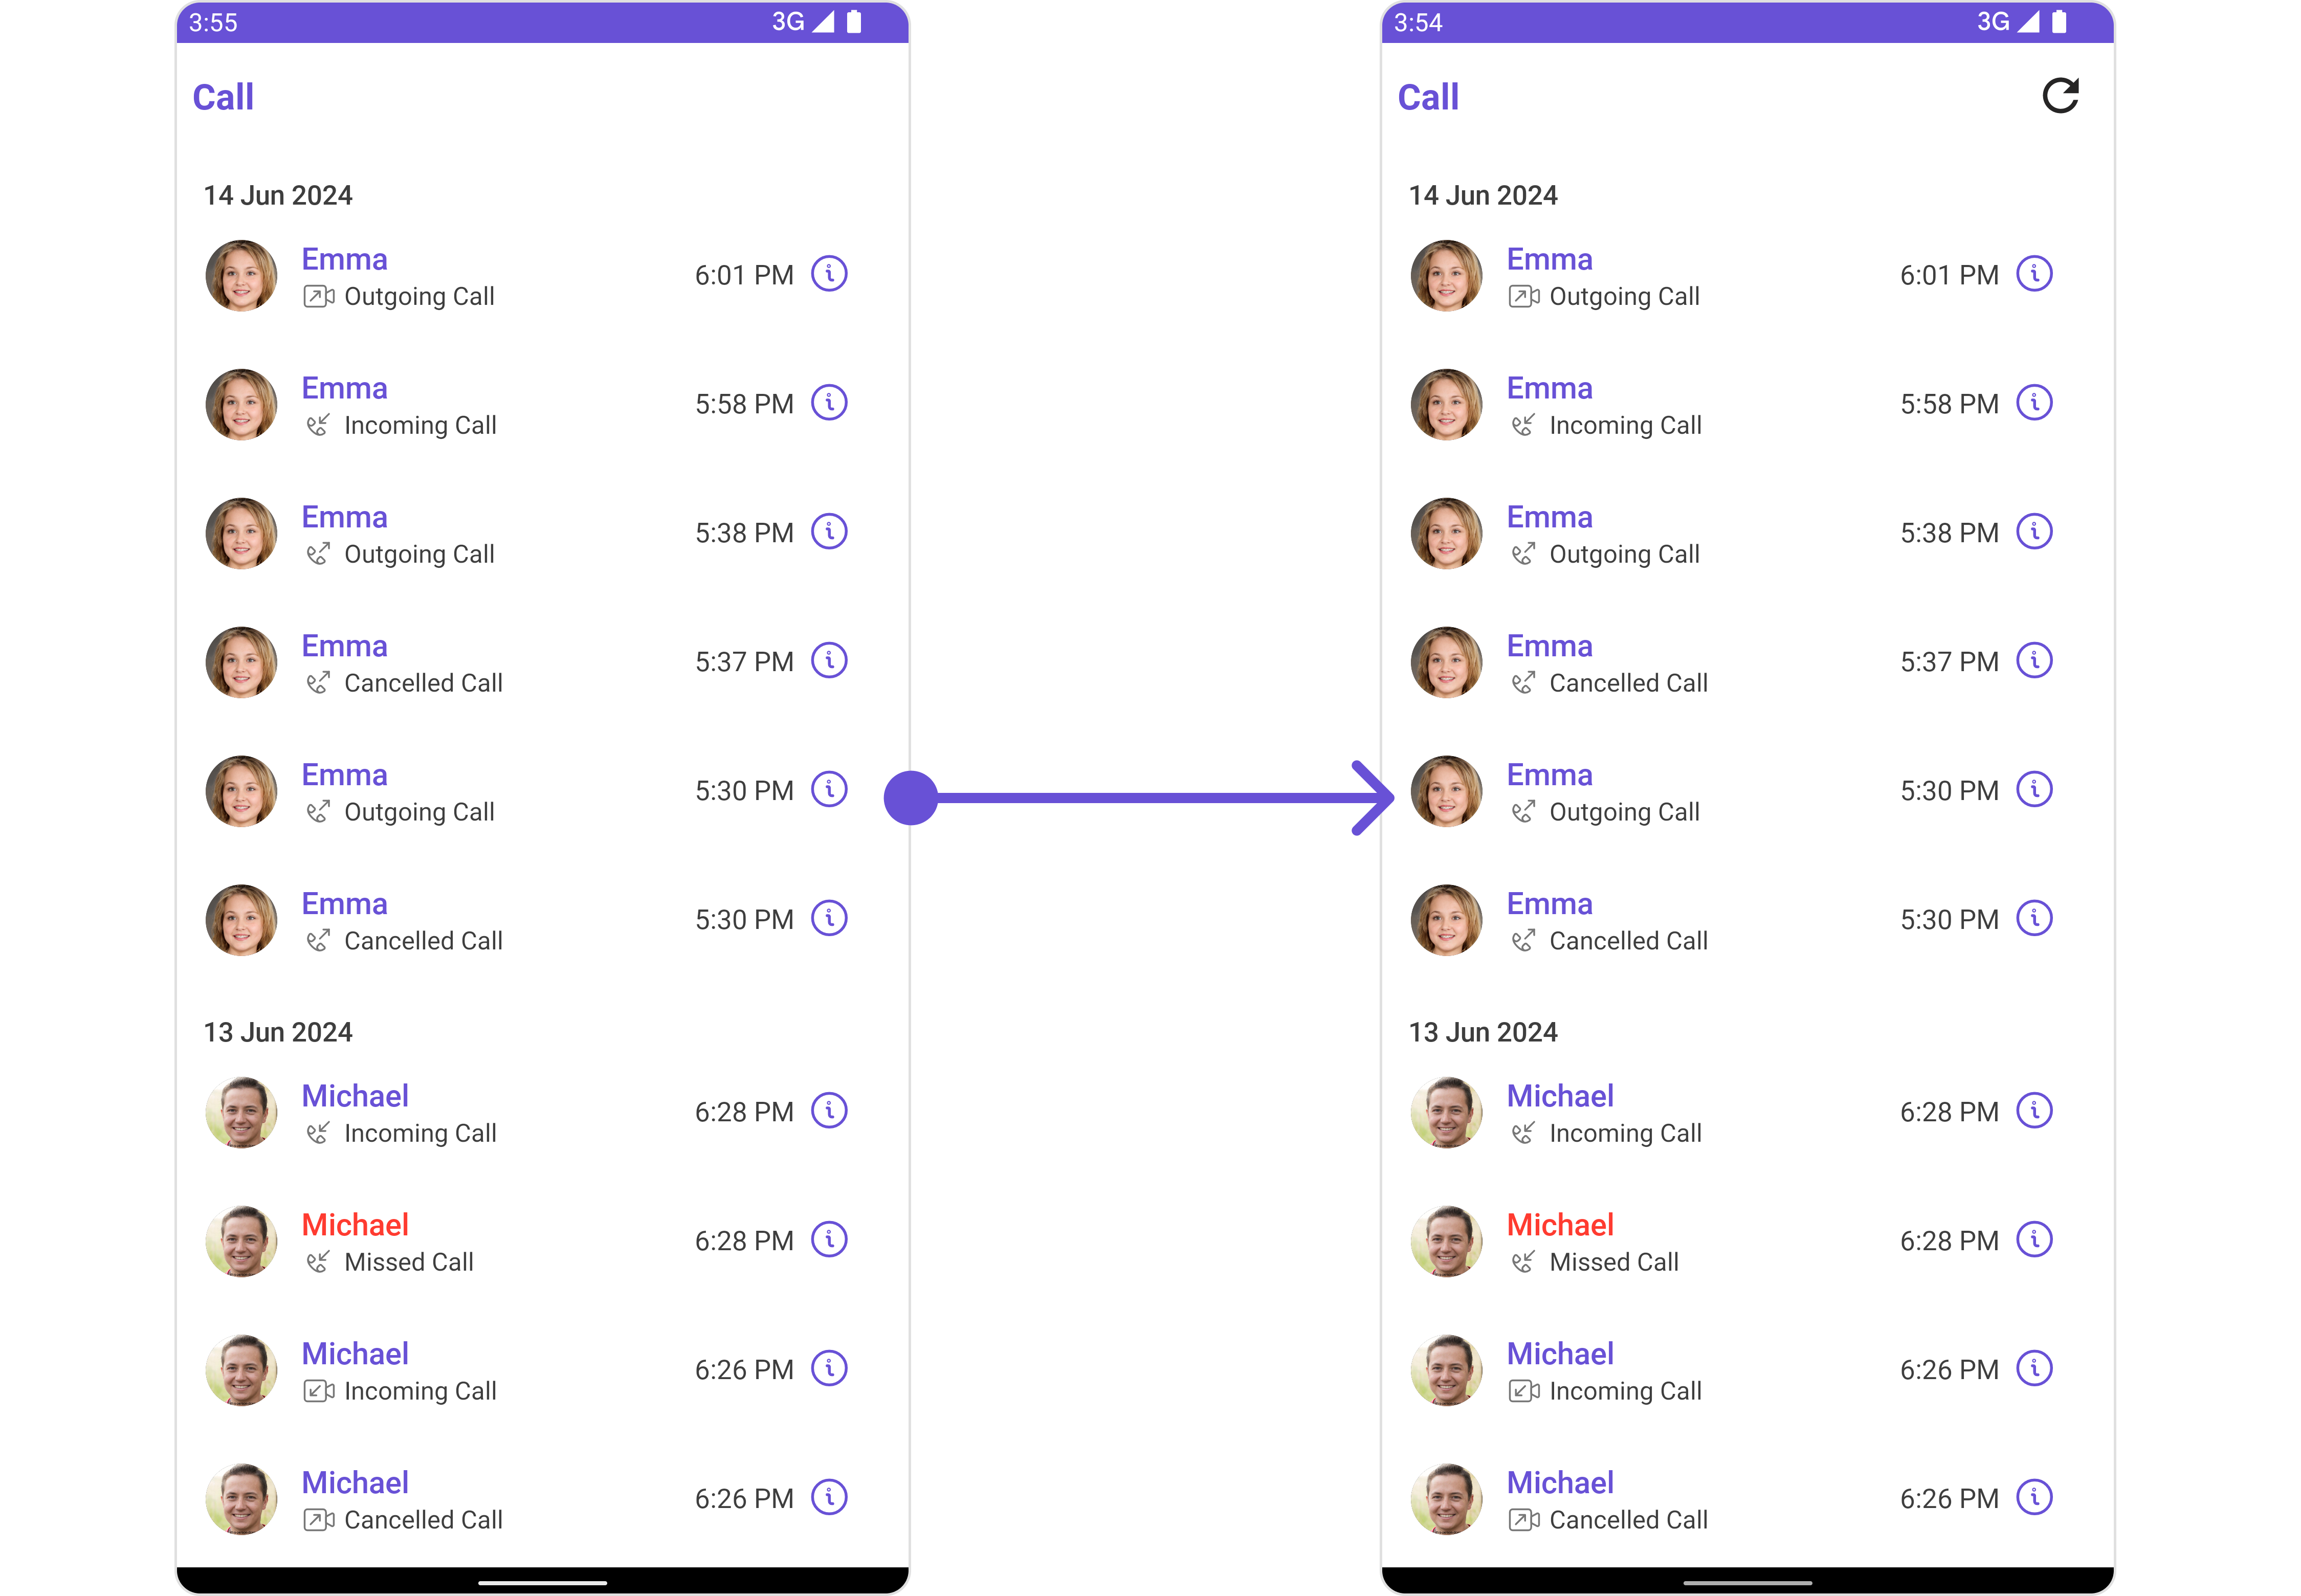 3:55 3G
Call
14 Jun 2024
Emma
Outgoing Call
6:01 PM
Emma
Incoming Call
5:58 PM
Emma
Outgoing Call
5:38 PM
Emma
Cancelled Call
5:37 PM
Emma
Outgoing Call
5:30 PM
Emma
Cancelled Call
5:30 PM
13 Jun 2024
Michael
Incoming Call
6:28 PM
Michael
Missed Call
6:28 PM
Michael
Incoming Call
6:26 PM
Michael
Cancelled Call
6:26 PM
3:54 3G
Call
14 Jun 2024
Emma
Outgoing Call
6:01 PM
Emma
Incoming Call
5:58 PM
Emma
Outgoing Call
5:38 PM
Emma
Cancelled Call
5:37 PM
Emma
Outgoing Call
5:30 PM
Emma
Cancelled Call
5:30 PM
13 Jun 2024
Michael
Incoming Call
6:28 PM
Michael
Missed Call
6:28 PM
Michael
Incoming Call
6:26 PM
Michael
Cancelled Call
6:26 PM